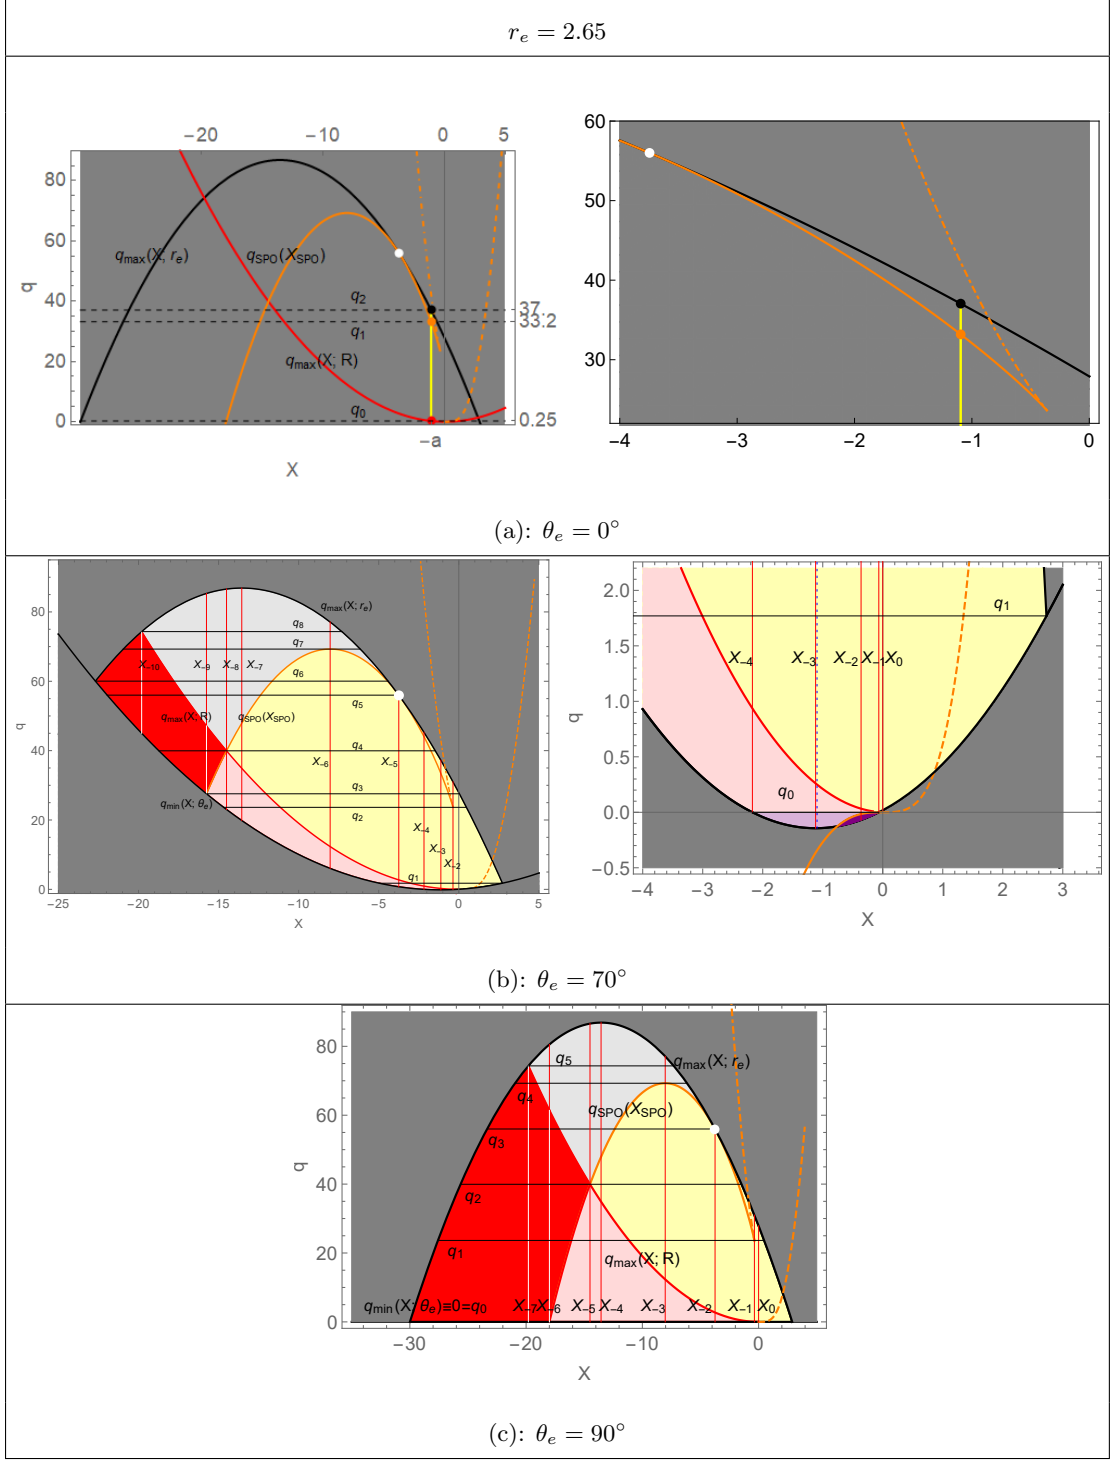 r_e = 2.65
−20 −10 0 5
80
60
40
20
0
q
q_max(X; r_e)
q_SPO(X_SPO)
q_2
q_1
q_max(X; R)
q_0
37
33.2
0.25
−a
X
60
50
40
30
−4 −3 −2 −1 0
(a): θ_e = 0°
80
60
40
20
0
q
q_max(X; r_e)
q_8
q_7
X_−10 X_−9 X_−8 X_−7
q_6
q_5
q_max(X; R) q_SPO(X_SPO)
q_4
X_−6 X_−5
q_3
q_min(X; θ_e)
q_2
X_−4
X_−3
X_−2
q_1
−25 −20 −15 −10 −5 0 5
X
2.0
1.5
1.0
0.5
0.0
−0.5
q
q_1
X_−4 X_−3 X_−2 X_−1 X_0
q_0
−4 −3 −2 −1 0 1 2 3
X
(b): θ_e = 70°
80
60
40
20
0
q
q_5
q_max(X; r_e)
q_4
q_SPO(X_SPO)
q_3
q_2
q_1
q_max(X; R)
q_min(X; θ_e)≡0=q_0 X_−7 X_−6 X_−5 X_−4 X_−3 X_−2 X_−1 X_0
−30 −20 −10 0
X
(c): θ_e = 90°